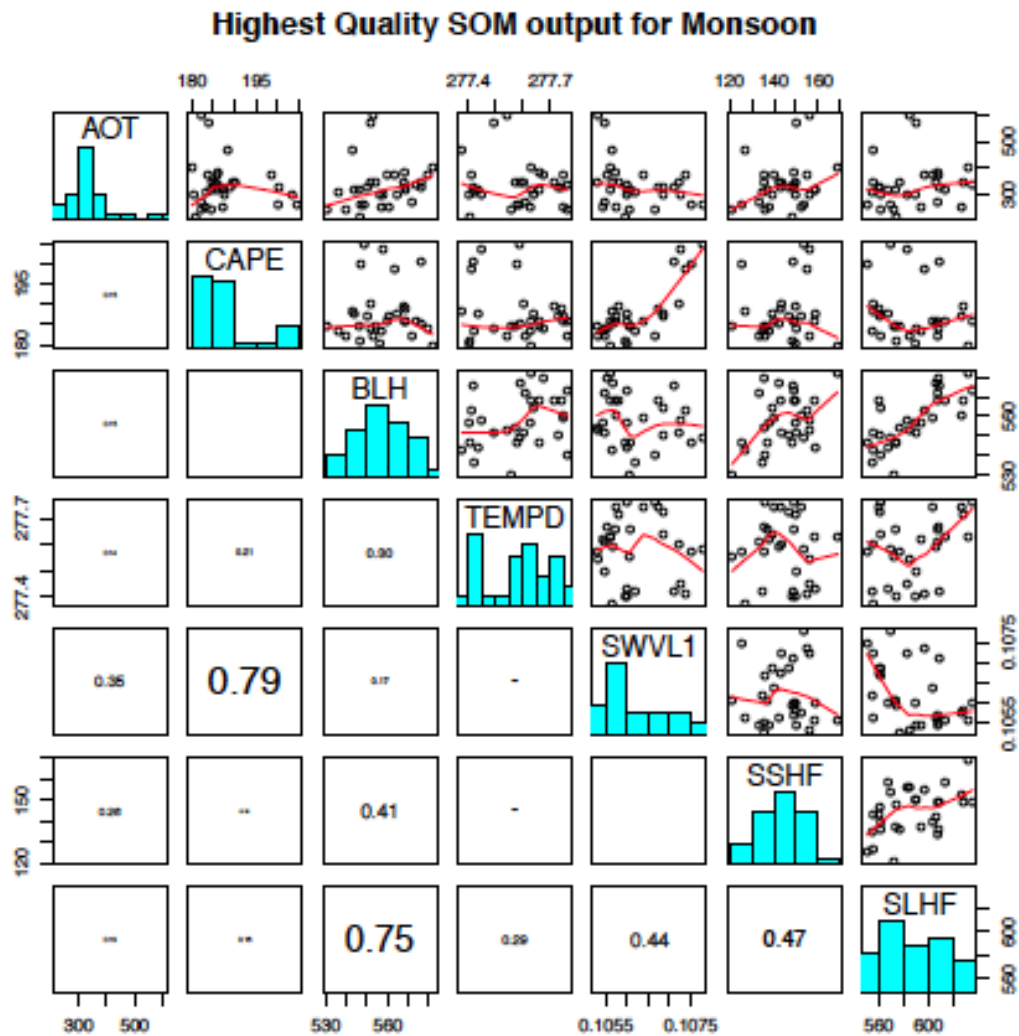 Highest Quality SOM output for Monsoon
180 195 277.4 277.7 120 140 160
AOT
300 500
CAPE
180 195
BLH
530 560
TEMPD
0.21 0.30
277.4 277.7
SWVL1
0.35 0.79 0.17 -
0.1055 0.1075
SSHF
0.26 0.41 -
120 150
SLHF
0.75 0.29 0.44 0.47
560 600
300 500 530 560 0.1055 0.1075 560 600